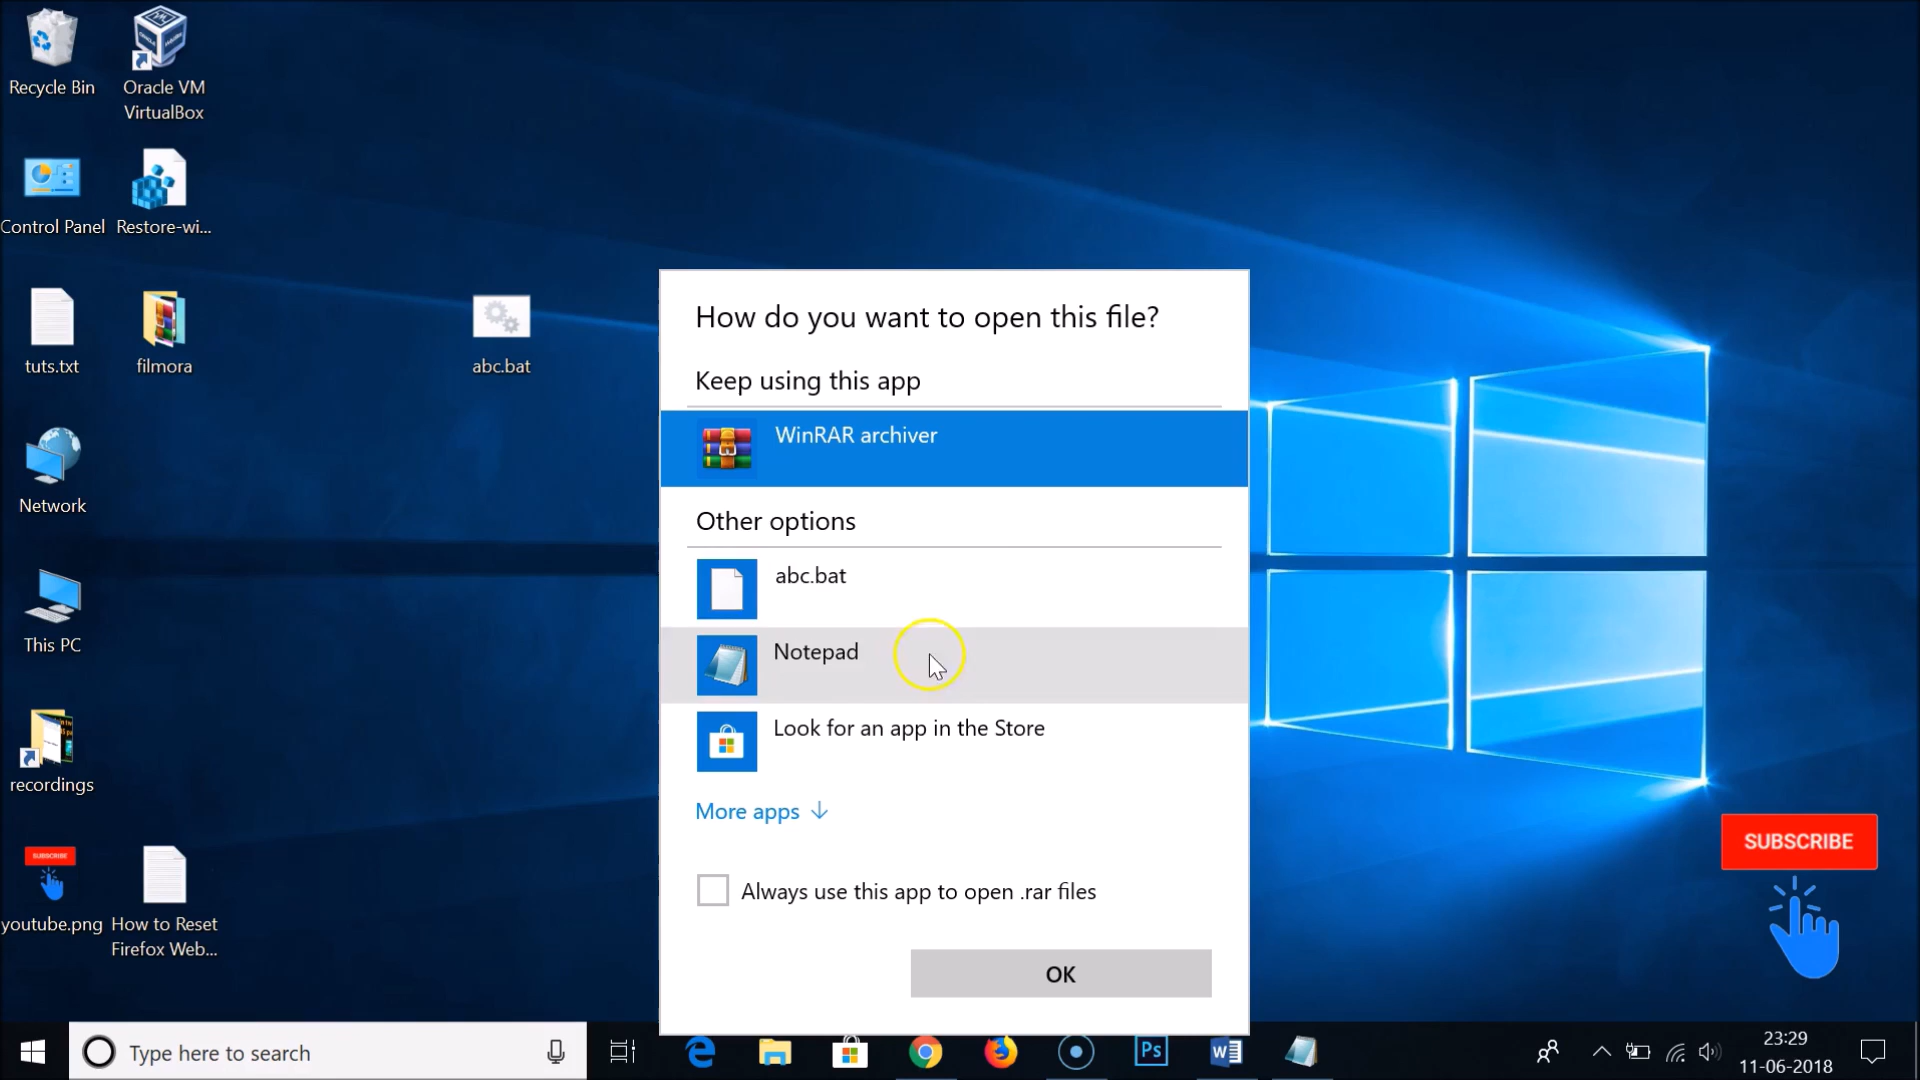 Recycle Bin
Oracle VM
VirtualBox
Control Panel
Restore-wi...
tuts.txt
filmora
abc.bat
Network
This PC
recordings
SUBSCRIBE
youtube.png
How to Reset
Firefox Web...
How do you want to open this file?
Keep using this app
WinRAR archiver
Other options
abc.bat
Notepad
Look for an app in the Store
More apps
Always use this app to open .rar files
OK
SUBSCRIBE
Type here to search
Ps
W
23:29
11-06-2018